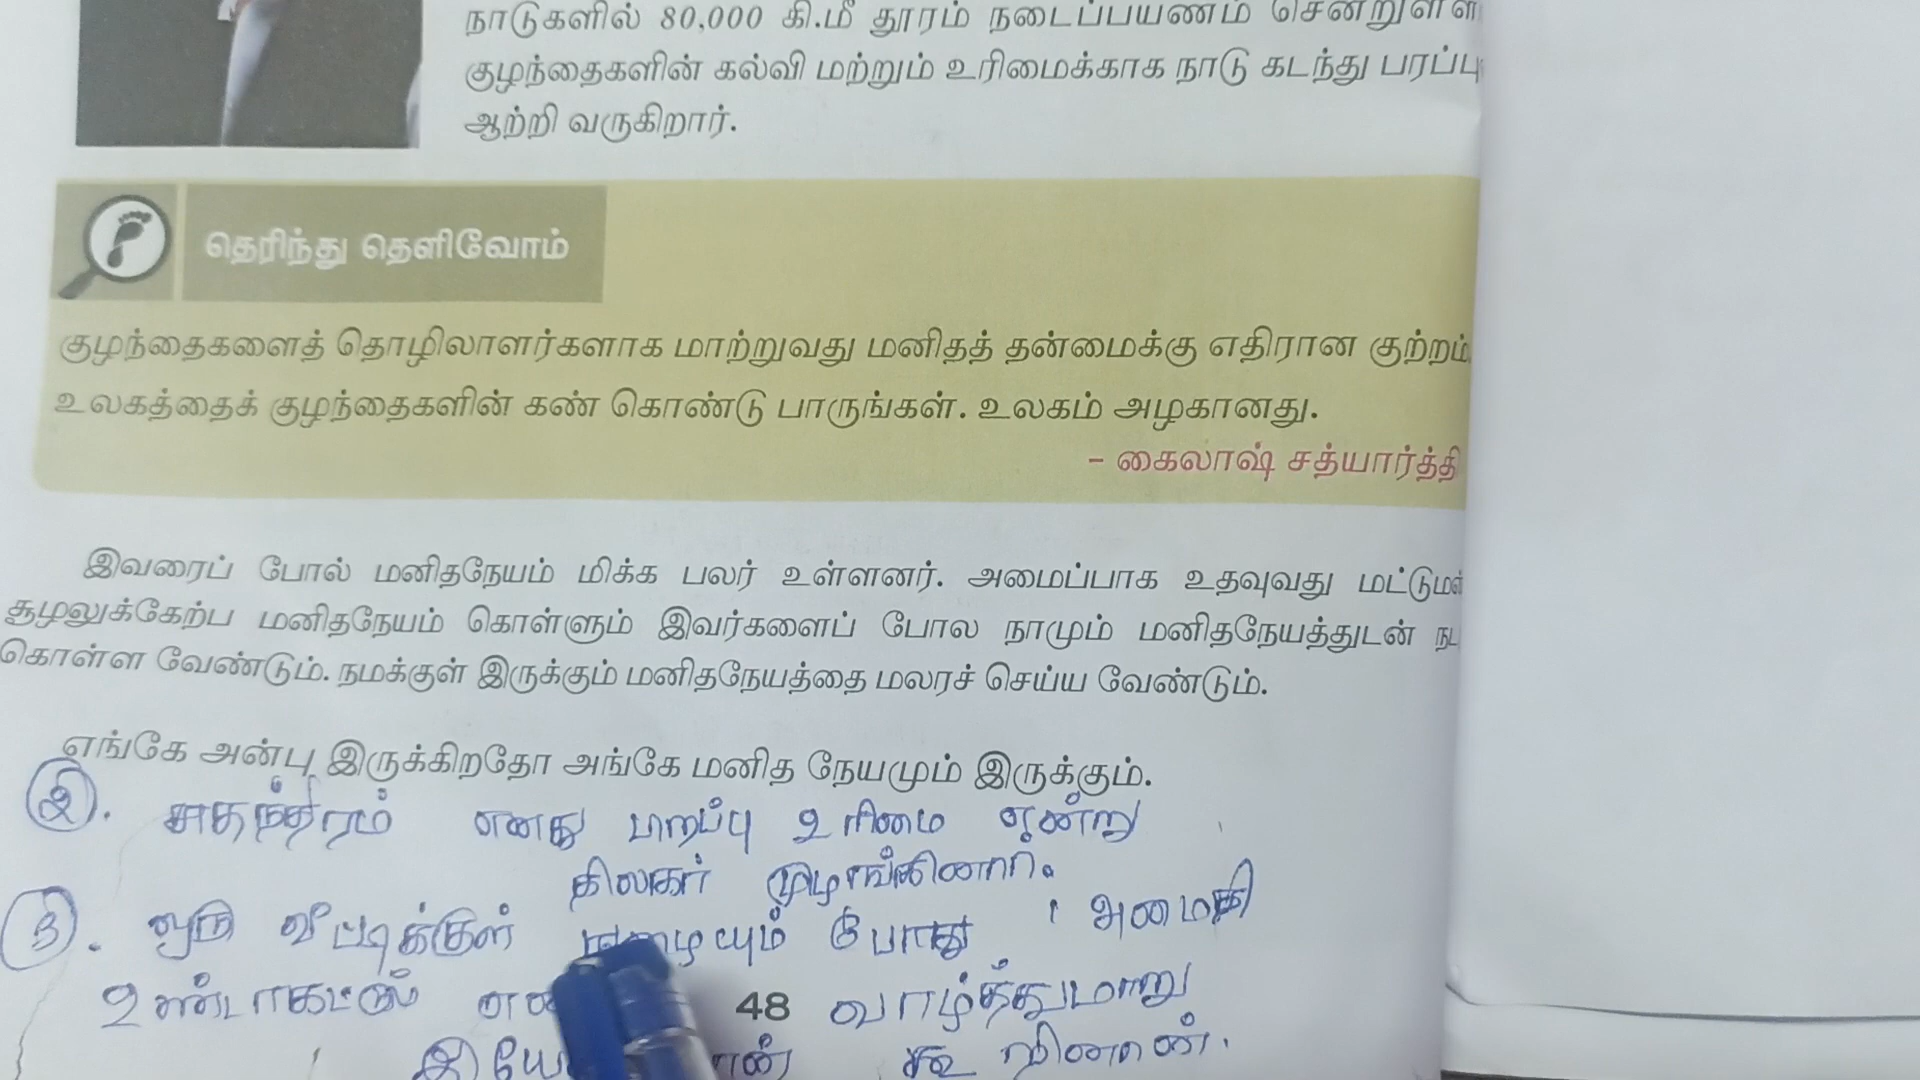 நாடுகளில் 80,000 கி.மீ தூரம் நடைப்பயணம் சென்றுள்ள
குழந்தைகளின் கல்வி மற்றும் உரிமைக்காக நாடு கடந்து பரப்பு
ஆற்றி வருகிறார்.
தெரிந்து தெளிவோம்
குழந்தைகளைத் தொழிலாளர்களாக மாற்றுவது மனிதத் தன்மைக்கு எதிரான குற்றம்
உலகத்தைக் குழந்தைகளின் கண் கொண்டு பாருங்கள். உலகம் அழகானது.
– கைலாஷ் சத்யார்த்தி
இவரைப் போல் மனிதநேயம் மிக்க பலர் உள்ளனர். அமைப்பாக உதவுவது
சூழலுக்கேற்ப மனிதநேயம் கொள்ளும் இவர்களைப் போல நாமும் மனிதநேயத்துடன்
கொள்ள வேண்டும். நமக்குள் இருக்கும் மனிதநேயத்தை மலரச் செய்ய வேண்டும்.
எங்கே அன்பு இருக்கிறதோ அங்கே மனித நேயமும் இருக்கும்.
2. சுதந்திரம் எனது பிறப்பு உரிமை என்று
திலகர் முழங்கினார்.
3. ஒரு வீட்டிக்குள் நுழையும் போது ' அமைதி
உண்டாகட்டும் 48 வாழ்த்துமாறு
கூறினான்.